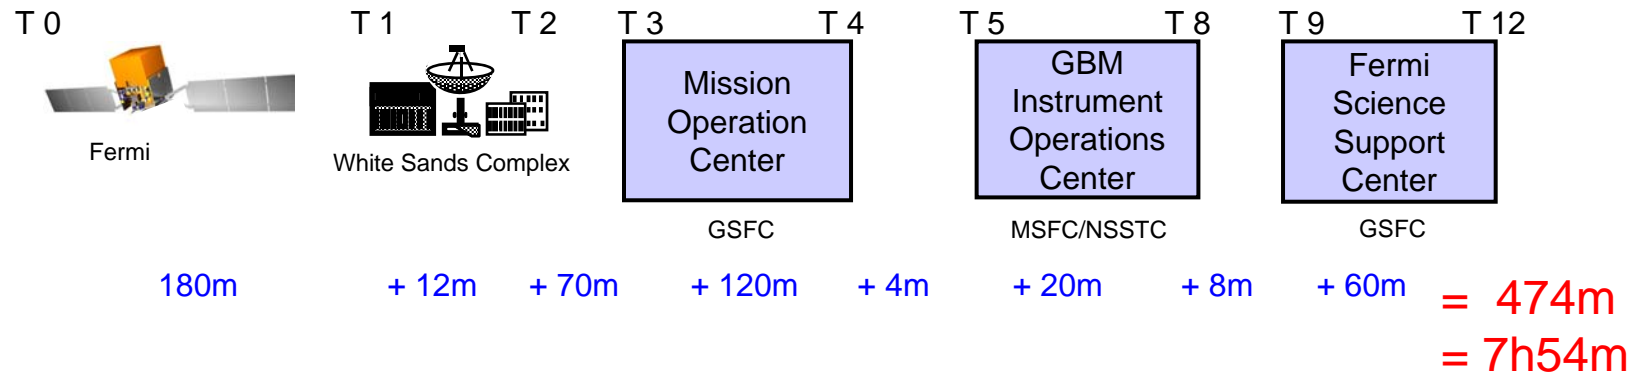 T 0
T 1
T 2
T 3
T 4
T 5
T 8
T 9
T 12
Fermi
White Sands Complex
Mission
Operation
Center
GBM
Instrument
Operations
Center
Fermi
Science
Support
Center
GSFC
MSFC/NSSTC
GSFC
180m + 12m + 70m + 120m + 4m + 20m + 8m + 60m = 474m
= 7h54m